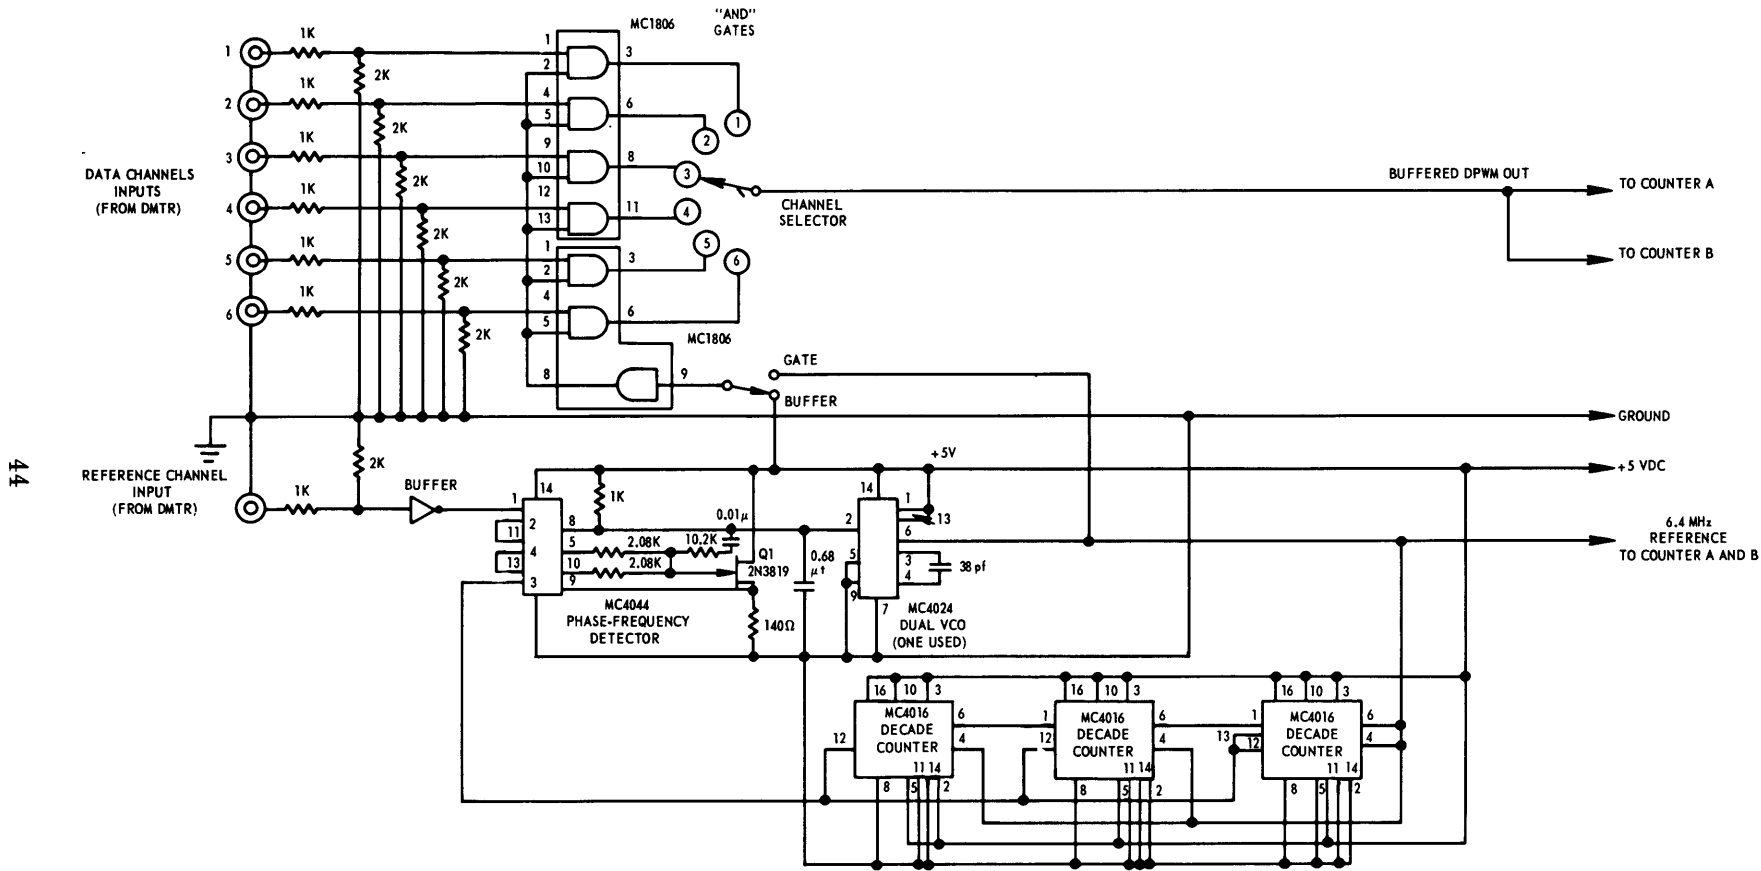 "AND"
GATES
MC1806
1
1K
2K
1
2
3
2
1K
2K
4
5
6
1
2
3
1K
2K
9
10
8
3
DATA CHANNELS
INPUTS
(FROM DMTR)
4
1K
2K
12
13
11
4
CHANNEL
SELECTOR
BUFFERED DPWM OUT
TO COUNTER A
TO COUNTER B
5
1K
2K
1
2
3
5
6
6
1K
2K
4
5
6
MC1806
8
9
GATE
BUFFER
GROUND
44
REFERENCE CHANNEL
INPUT
(FROM DMTR)
1K
2K
BUFFER
+5V
+5 VDC
1
14
2
11
4
13
3
8
5
10
9
1K
2.08K
2.08K
10.2K
0.01μ
Q1
2N3819
140Ω
0.68
μf
MC4044
PHASE-FREQUENCY
DETECTOR
14
2
5
9
7
1
13
6
3
4
38 pf
MC4024
DUAL VCO
(ONE USED)
6.4 MHz
REFERENCE
TO COUNTER A AND B
16 10 3
MC4016
DECADE
COUNTER
12
6
4
11 14
8 5 2
16 10 3
MC4016
DECADE
COUNTER
1
12
6
4
11 14
8 5 2
16 10 3
MC4016
DECADE
COUNTER
1
13
12
6
4
11 14
8 5 2